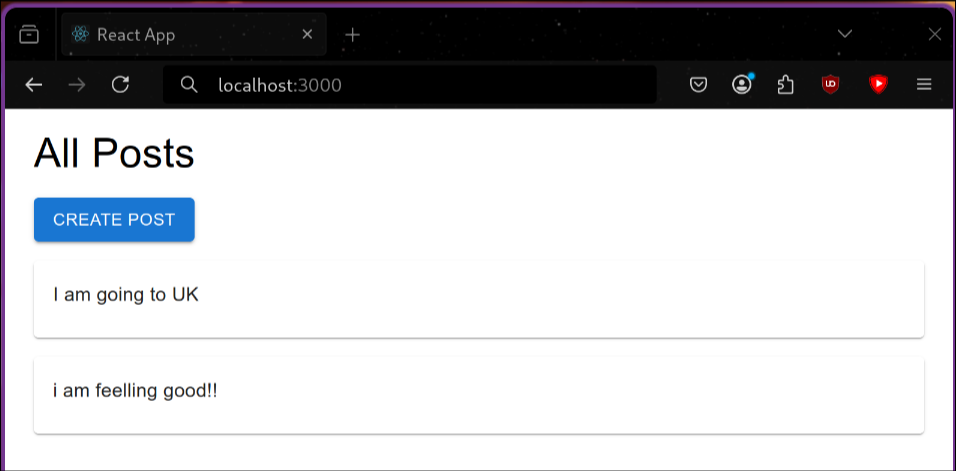 React App
localhost:3000
All Posts
CREATE POST
I am going to UK
i am feelling good!!